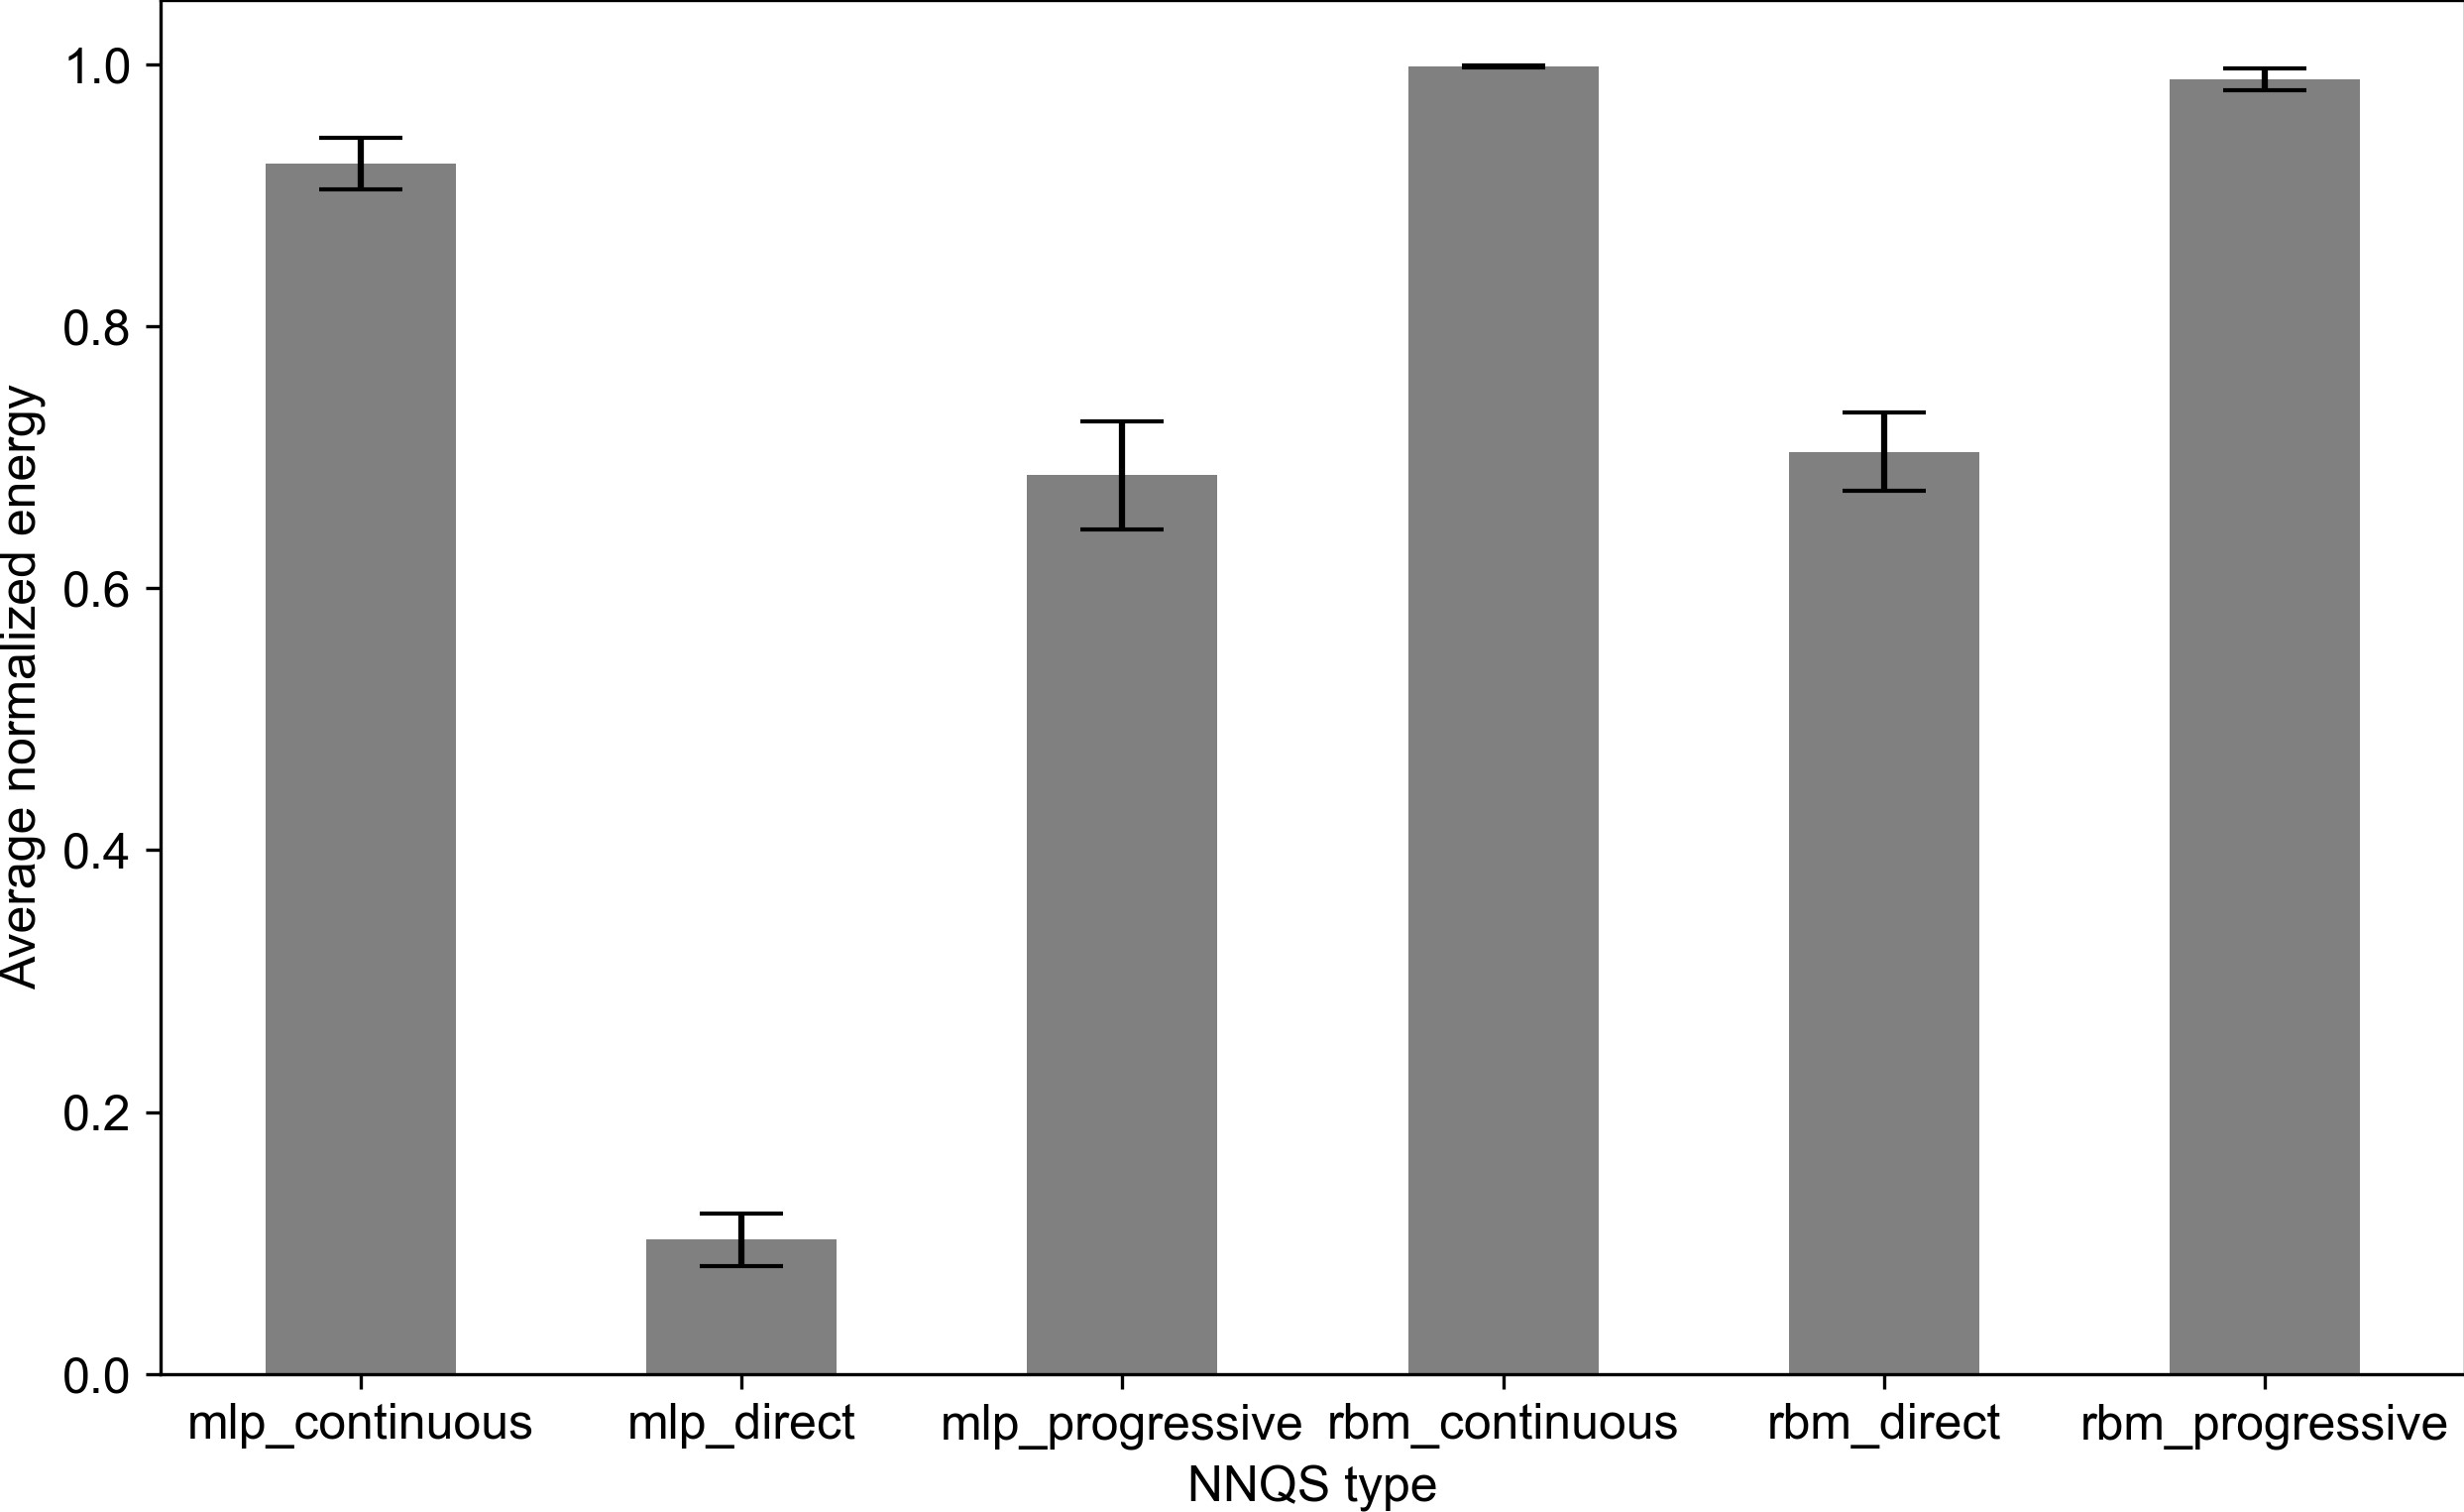 Average normalized energy
1.0
0.8
0.6
0.4
0.2
0.0
mlp_continuous mlp_direct mlp_progressive rbm_continuous rbm_direct rbm_progressive
NNQS type